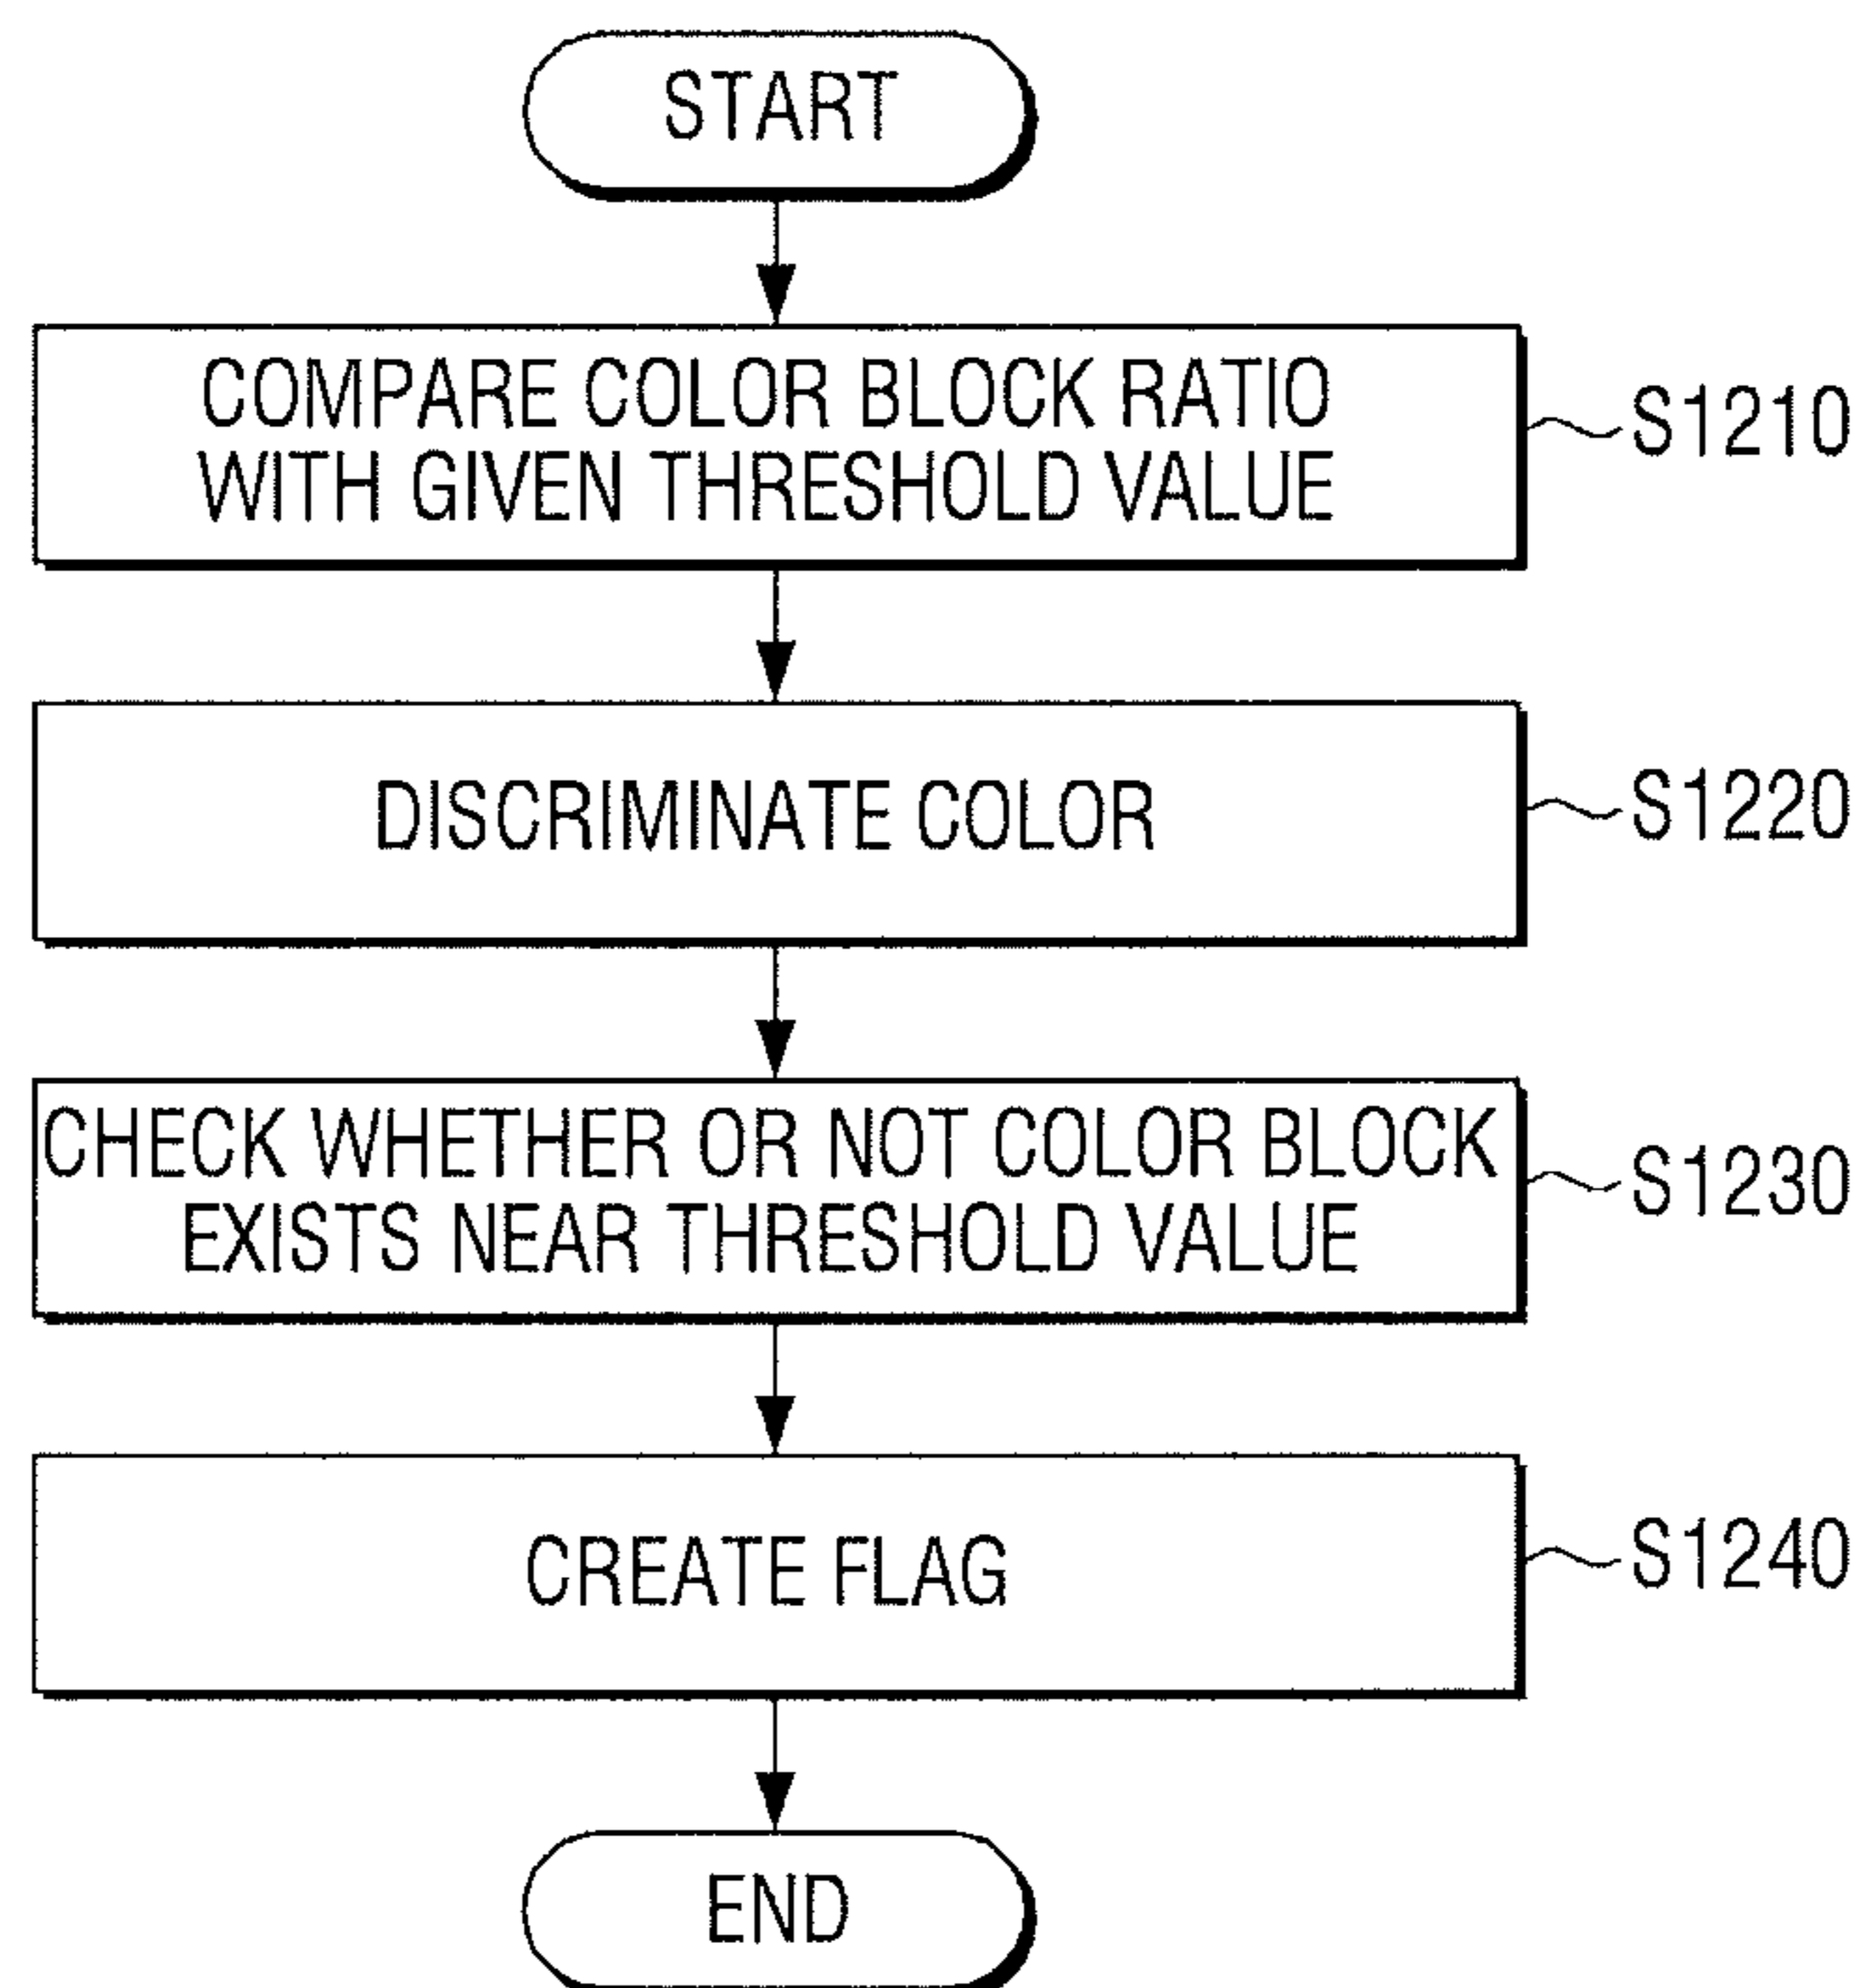 START
COMPARE COLOR BLOCK RATIO
WITH GIVEN THRESHOLD VALUE
S1210
DISCRIMINATE COLOR
S1220
CHECK WHETHER OR NOT COLOR BLOCK
EXISTS NEAR THRESHOLD VALUE
S1230
CREATE FLAG
S1240
END